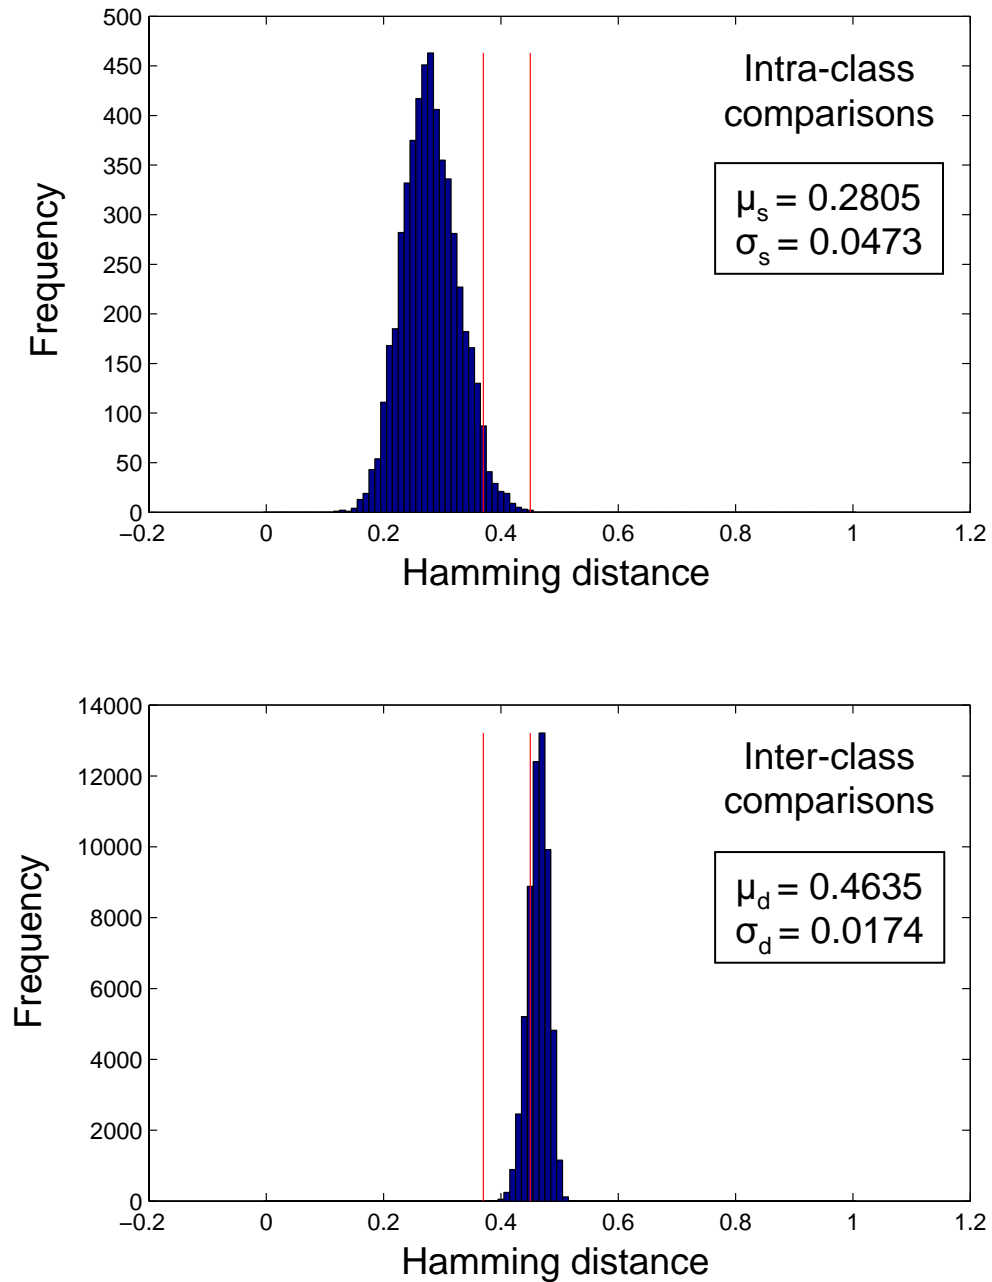 500
450
400
350
300
250
200
150
100
50
0
Frequency
Intra-class
comparisons
μs = 0.2805
σs = 0.0473
−0.2 0 0.2 0.4 0.6 0.8 1 1.2
Hamming distance
14000
12000
10000
8000
6000
4000
2000
0
Frequency
Inter-class
comparisons
μd = 0.4635
σd = 0.0174
−0.2 0 0.2 0.4 0.6 0.8 1 1.2
Hamming distance